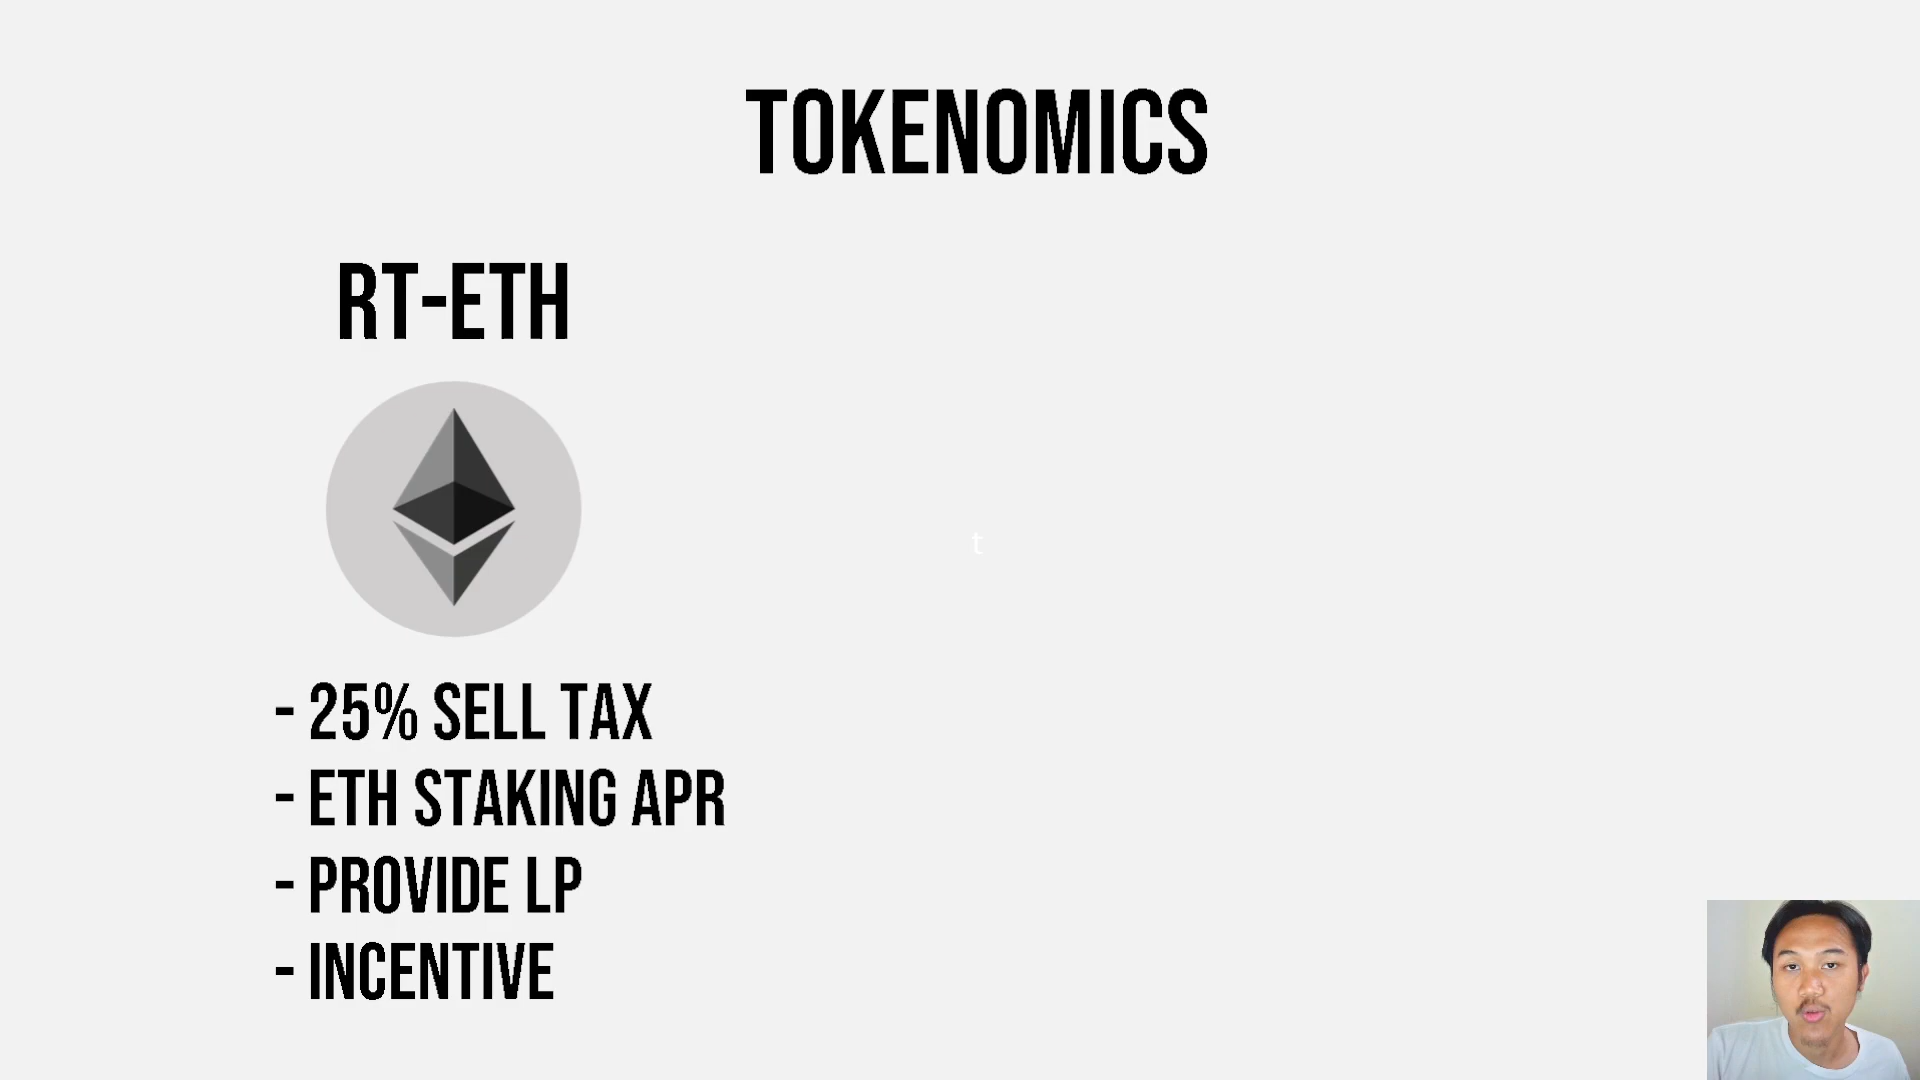 TOKENOMICS
RT-ETH
t
- 25% SELL TAX
- ETH STAKING APR
- PROVIDE LP
- INCENTIVE